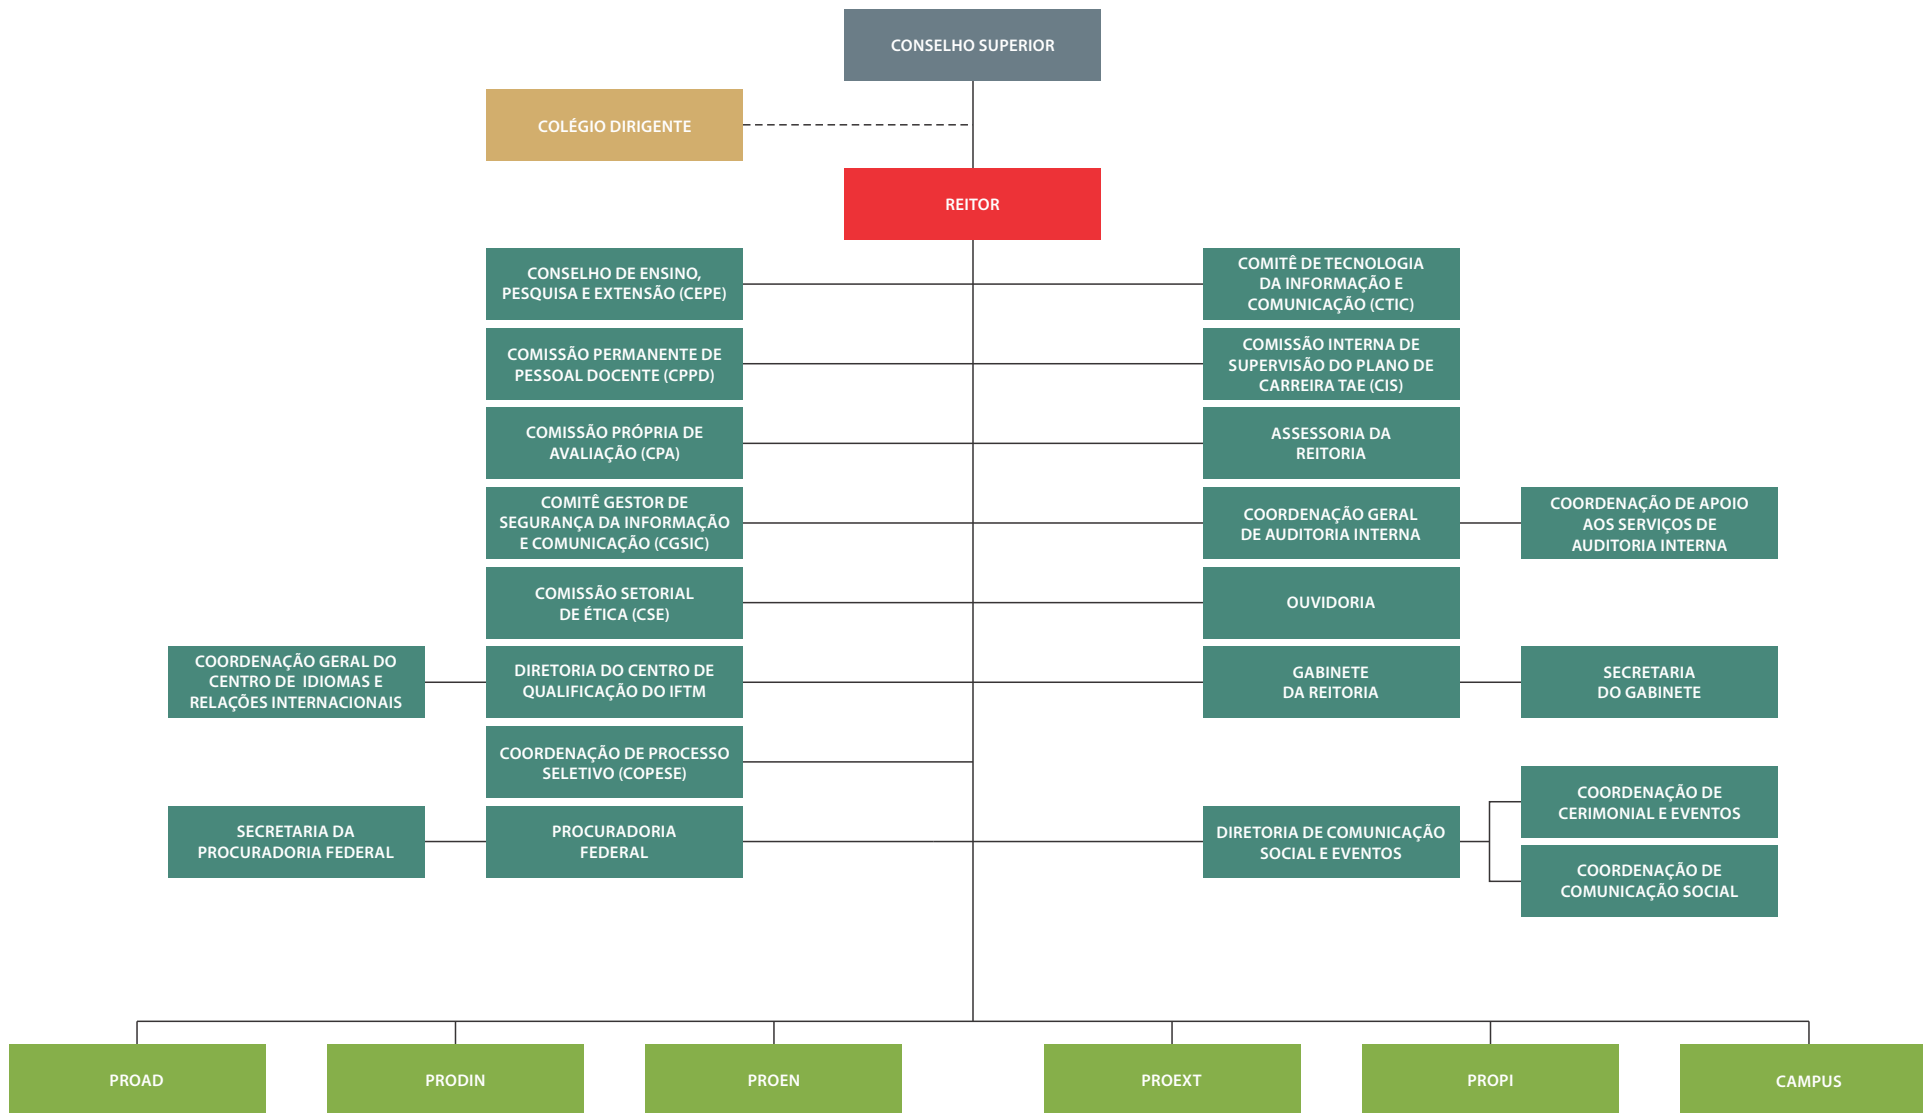 CONSELHO SUPERIOR
COLÉGIO DIRIGENTE
REITOR
CONSELHO DE ENSINO,
PESQUISA E EXTENSÃO (CEPE)
COMITÊ DE TECNOLOGIA
DA INFORMAÇÃO E
COMUNICAÇÃO (CTIC)
COMISSÃO PERMANENTE DE
PESSOAL DOCENTE (CPPD)
COMISSÃO INTERNA DE
SUPERVISÃO DO PLANO DE
CARREIRA TAE (CIS)
COMISSÃO PRÓPRIA DE
AVALIAÇÃO (CPA)
ASSESSORIA DA
REITORIA
COMITÊ GESTOR DE
SEGURANÇA DA INFORMAÇÃO
E COMUNICAÇÃO (CGSIC)
COORDENAÇÃO GERAL
DE AUDITORIA INTERNA
COORDENAÇÃO DE APOIO
AOS SERVIÇOS DE
AUDITORIA INTERNA
COMISSÃO SETORIAL
DE ÉTICA (CSE)
OUVIDORIA
COORDENAÇÃO GERAL DO
CENTRO DE IDIOMAS E
RELAÇÕES INTERNACIONAIS
DIRETORIA DO CENTRO DE
QUALIFICAÇÃO DO IFTM
GABINETE
DA REITORIA
SECRETARIA
DO GABINETE
COORDENAÇÃO DE PROCESSO
SELETIVO (COPESE)
SECRETARIA DA
PROCURADORIA FEDERAL
PROCURADORIA
FEDERAL
DIRETORIA DE COMUNICAÇÃO
SOCIAL E EVENTOS
COORDENAÇÃO DE
CERIMONIAL E EVENTOS
COORDENAÇÃO DE
COMUNICAÇÃO SOCIAL
PROAD
PRODIN
PROEN
PROEXT
PROPI
CAMPUS